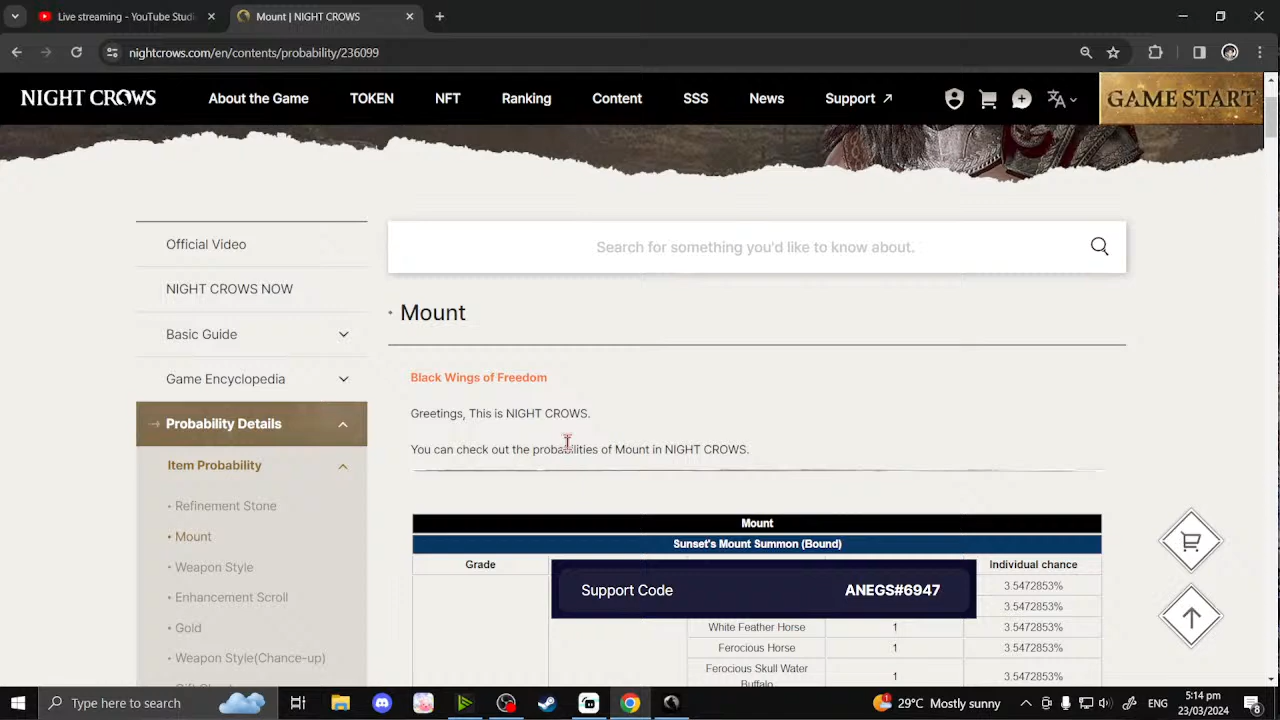 Live streaming - YouTube Studi
Mount | NIGHT CROWS
nightcrows.com/en/contents/probability/236099
NIGHT CROWS
About the Game
TOKEN
NFT
Ranking
Content
SSS
News
Support
GAME START
Official Video
NIGHT CROWS NOW
Basic Guide
Game Encyclopedia
Probability Details
Item Probability
• Refinement Stone
• Mount
• Weapon Style
• Enhancement Scroll
• Gold
• Weapon Style(Chance-up)
Search for something you'd like to know about.
Mount
Black Wings of Freedom
Greetings, This is NIGHT CROWS.
You can check out the probabilities of Mount in NIGHT CROWS.
Mount
Sunset's Mount Summon (Bound)
Grade
Individual chance
Support Code
ANEGS#6947
3.5472853%
3.5472853%
White Feather Horse
1
3.5472853%
Ferocious Horse
1
3.5472853%
Ferocious Skull Water
Buffalo
1
3.5472853%
Type here to search
29°C Mostly sunny
ENG
5:14 pm
23/03/2024
8